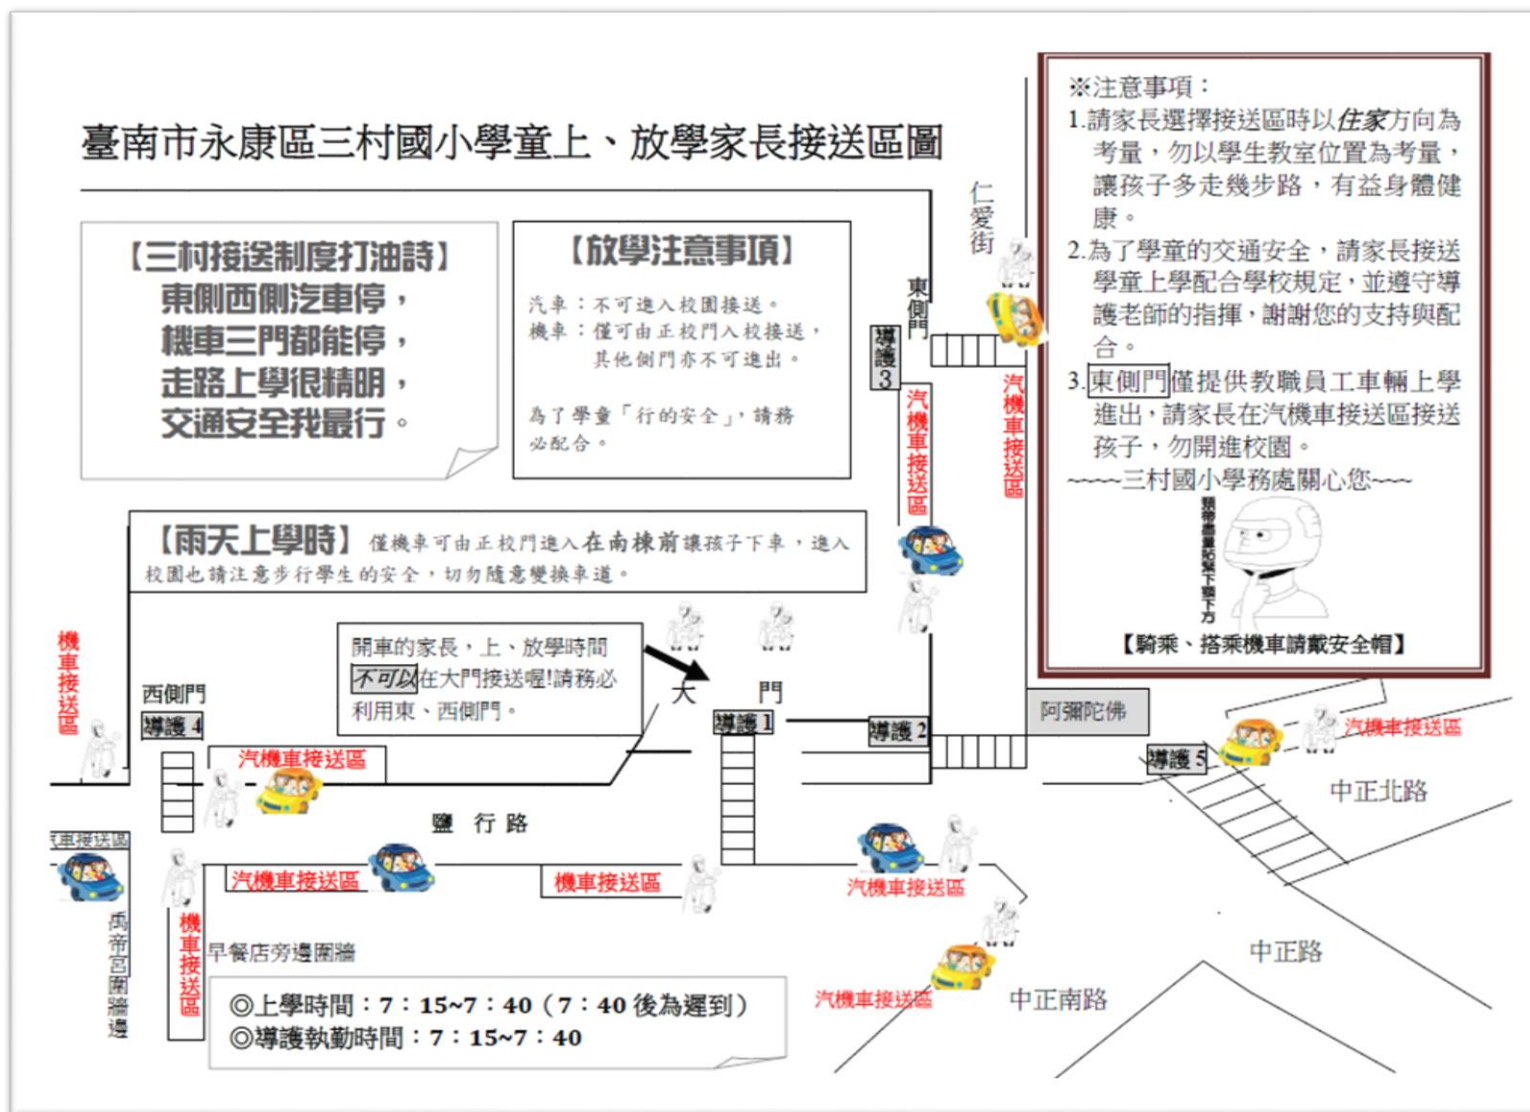 臺南市永康區三村國小學童上、放學家長接送區圖
【三村接送制度打油詩】
東側西側汽車停，
機車三門都能停，
走路上學很精明，
交通安全我最行。
【放學注意事項】
汽車：不可進入校園接送。
機車：僅可由正校門入校接送，
其他側門亦不可進出。
為了學童「行的安全」，請務
必配合。
仁愛街
東側門
導護3
汽機車接送區
汽機車接送區
※注意事項：
1.請家長選擇接送區時以住家方向為
考量，勿以學生教室位置為考量，
讓孩子多走幾步路，有益身體健
康。
2.為了學童的交通安全，請家長接送
學童上學配合學校規定，並遵守導
護老師的指揮，謝謝您的支持與配
合。
3.東側門僅提供教職員工車輛上學
進出，請家長在汽機車接送區接送
孩子，勿開進校園。
~~~~~三村國小學務處關心您~~~~
頸帶盡量貼緊下顎下方
【騎乘、搭乘機車請戴安全帽】
【雨天上學時】僅機車可由正校門進入在南棟前讓孩子下車，進入
校園也請注意步行學生的安全，切勿隨意變換車道。
機車接送區
西側門
導護 4
開車的家長，上、放學時間
不可以在大門接送喔!請務必
利用東、西側門。
大 門
導護1
導護2
阿彌陀佛
導護5
汽機車接送區
中正北路
汽機車接送區
鹽 行 路
汽車接送區
禹帝宮圍牆邊
機車接送區
汽機車接送區
機車接送區
汽機車接送區
早餐店旁邊圍牆
汽機車接送區
中正南路
中正路
◎上學時間：7：15~7：40（7：40 後為遲到）
◎導護執勤時間：7：15~7：40